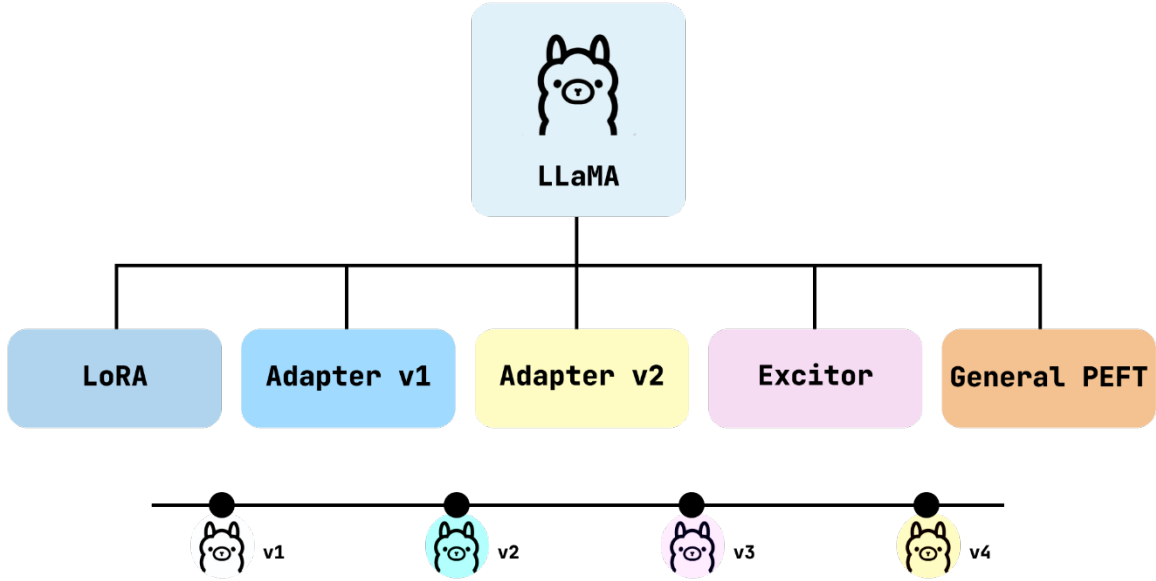 LLaMA
LoRA
Adapter v1
Adapter v2
Excitor
General PEFT
v1
v2
v3
v4